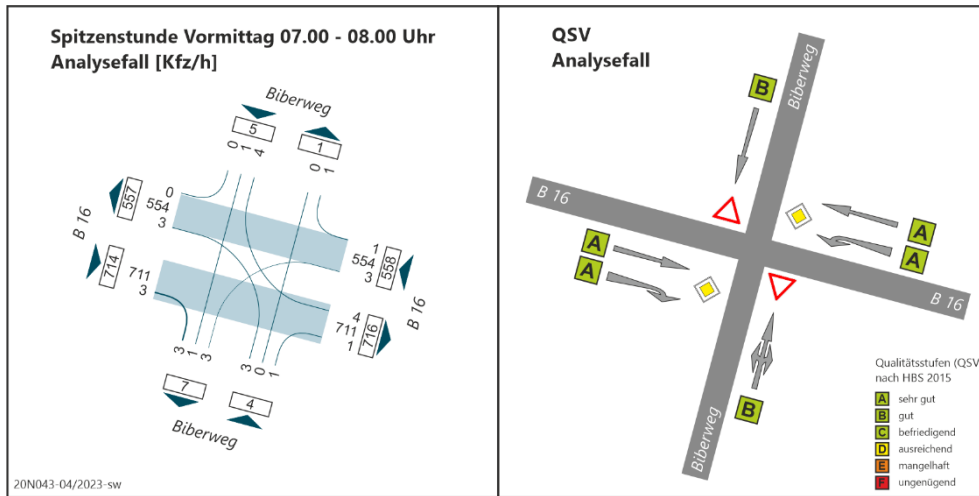 Spitzenstunde Vormittag 07.00 - 08.00 Uhr
Analysefall [Kfz/h]
Biberweg
5
1
0 1 4
0 1
557
0
554
3
B 16
714
711
3
1
554
3
558
B 16
4
711
1
716
3 1 3
3 0 1
7
4
Biberweg
20N043-04/2023-sw
QSV
Analysefall
B
Biberweg
B 16
A
A
A
A
B 16
B
Biberweg
Qualitätsstufen (QSV
nach HBS 2015
A sehr gut
B gut
C befriedigend
D ausreichend
E mangelhaft
F ungenügend